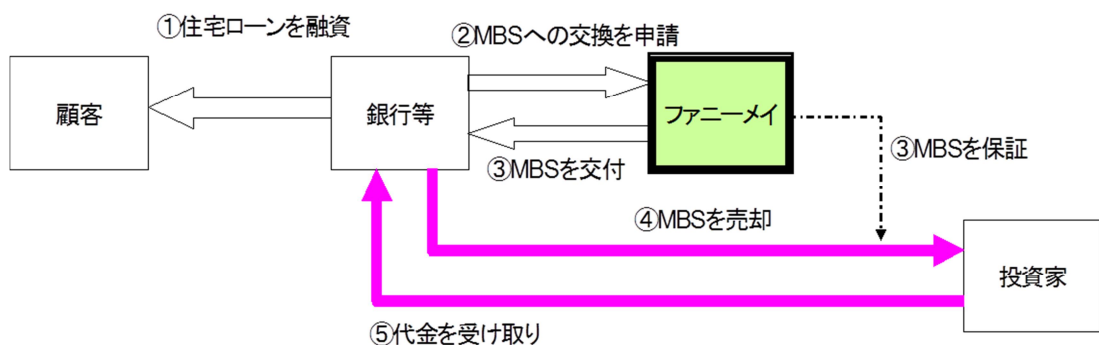 ①住宅ローンを融資
②MBSへの交換を申請
顧客
銀行等
ファニーメイ
③MBSを交付
③MBSを保証
④MBSを売却
投資家
⑤代金を受け取り